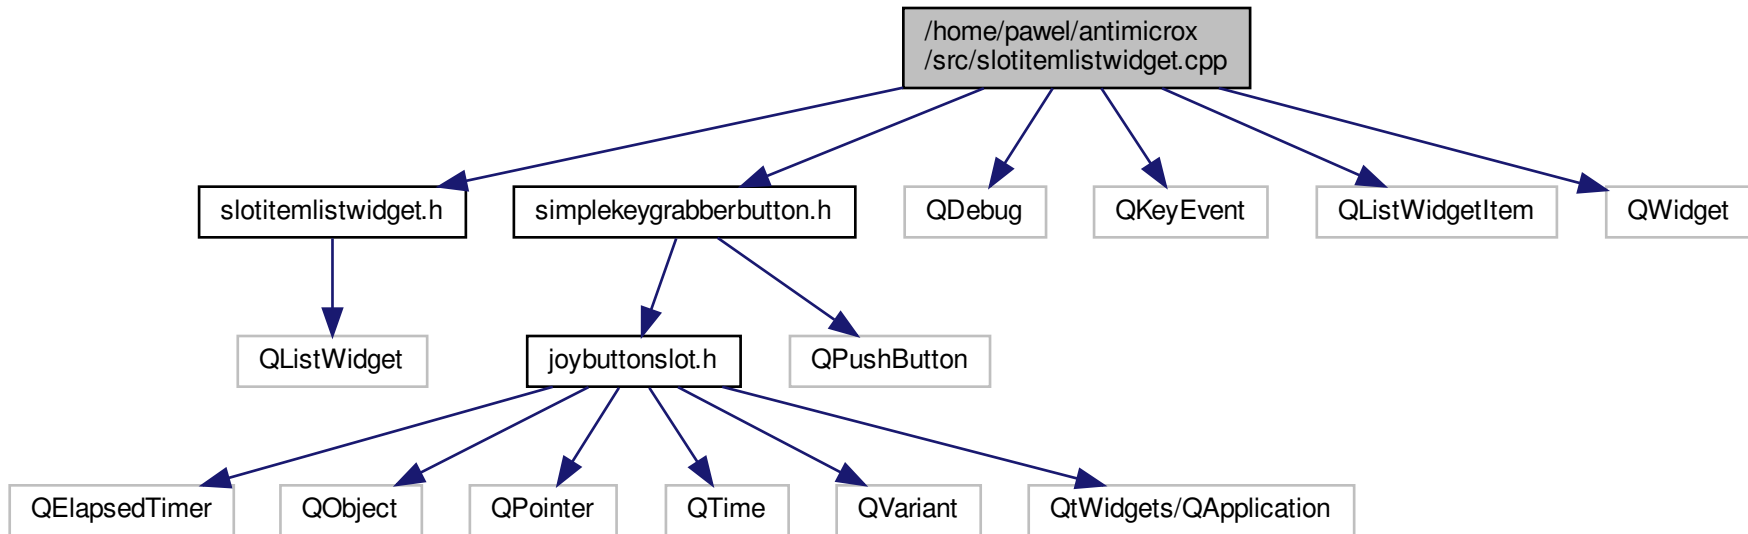 /home/pawel/antimicrox
/src/slotitemlistwidget.cpp
slotitemlistwidget.h
simplekeygrabberbutton.h
QDebug
QKeyEvent
QListWidgetItem
QWidget
QListWidget
joybuttonslot.h
QPushButton
QElapsedTimer
QObject
QPointer
QTime
QVariant
QtWidgets/QApplication